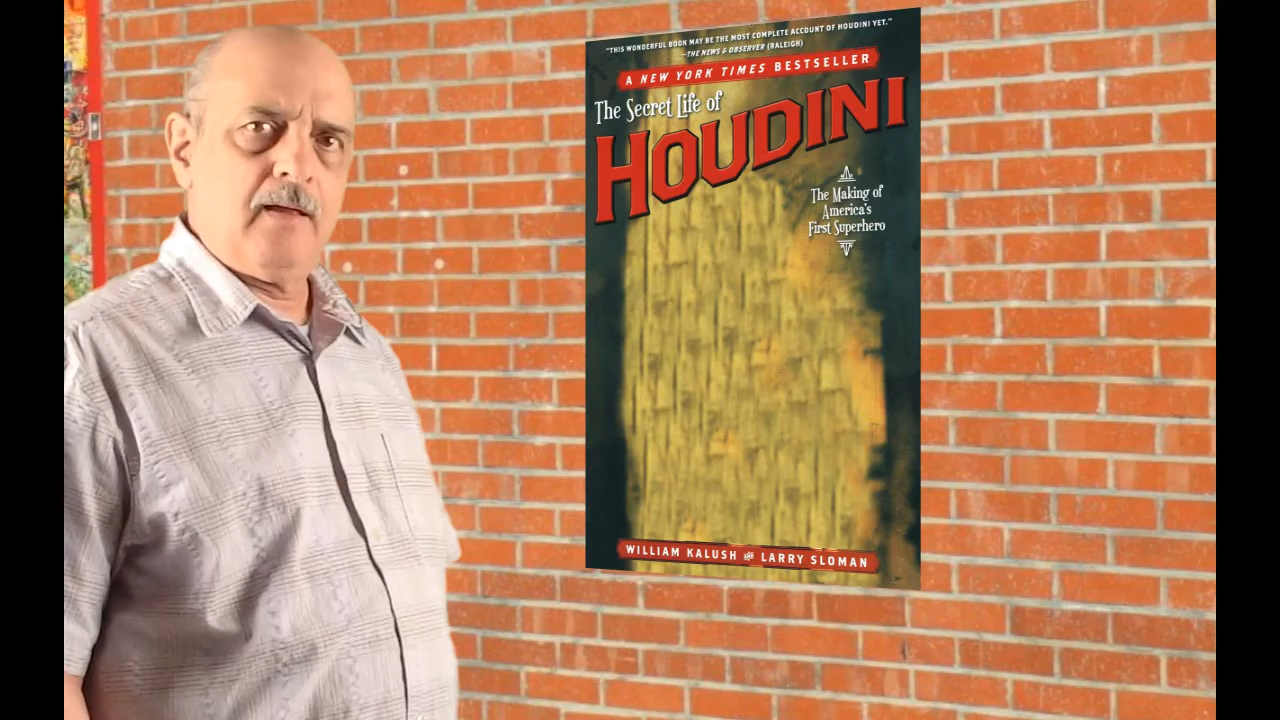 "THIS WONDERFUL BOOK MAY BE THE MOST COMPLETE ACCOUNT OF HOUDINI YET."
–THE NEWS & OBSERVER (RALEIGH)
A NEW YORK TIMES BESTSELLER
The Secret Life of
HOUDINI
The Making of
America's
First Superhero
WILLIAM KALUSH AND LARRY SLOMAN